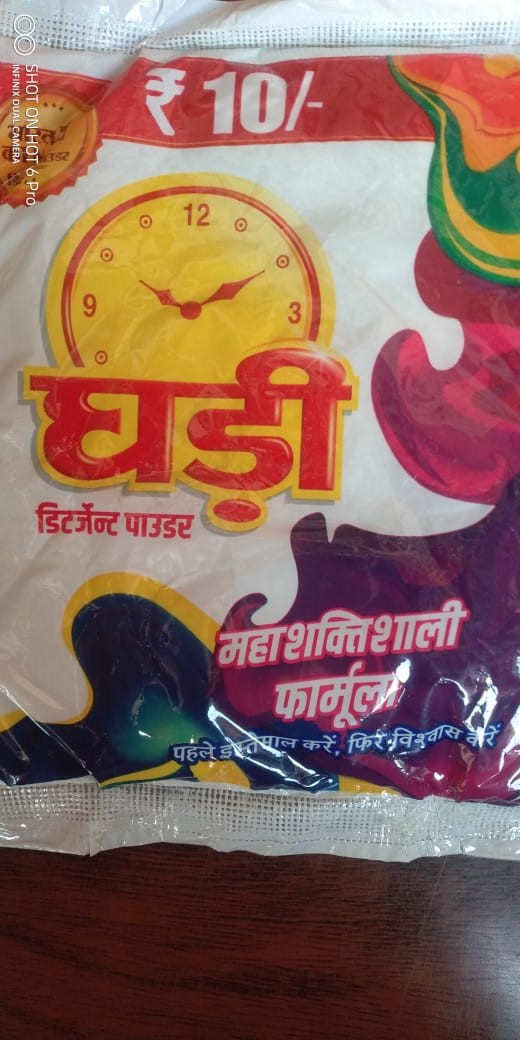 SHOT ON HOT 6 Pro
INFINIX DUAL CAMERA
₹ 10/-
12
9
3
घड़ी
डिटर्जेन्ट पाउडर
महाशक्तिशाली
फार्मूला
पहले इस्तेमाल करें, फिर विश्वास करें